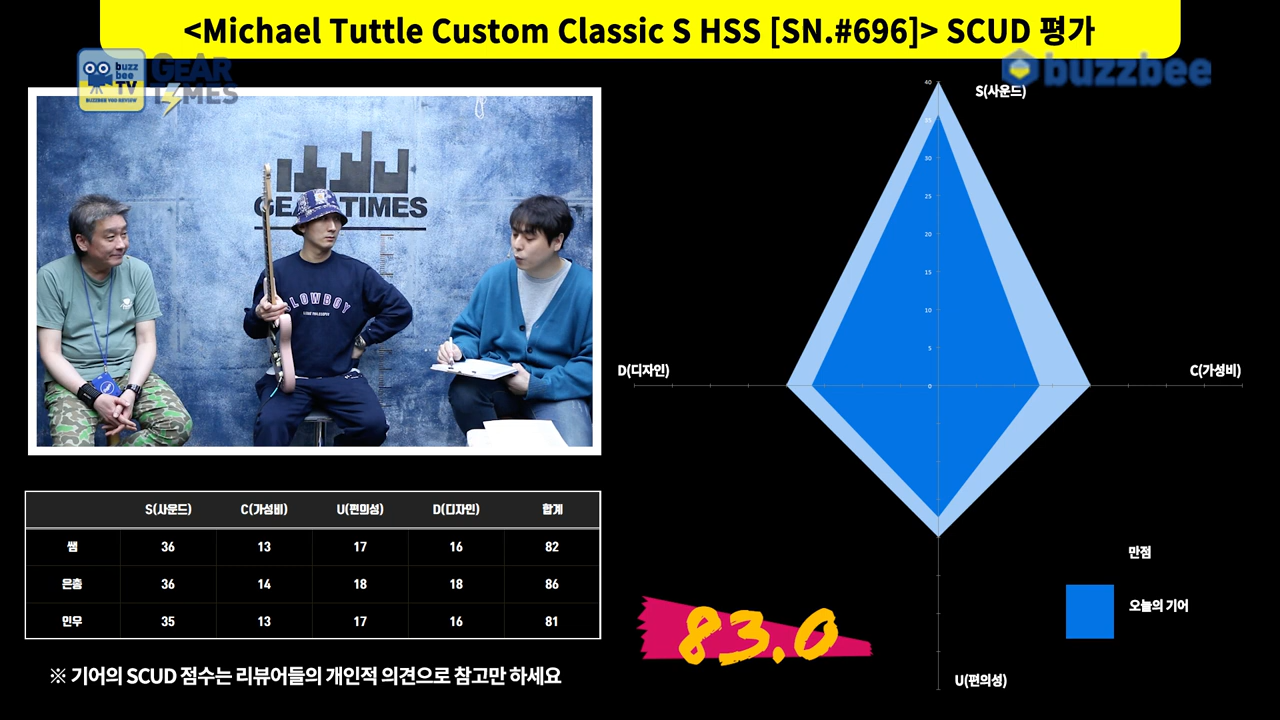 <Michael Tuttle Custom Classic S HSS [SN.#696]> SCUD 평가
buzz
bee
TV
BUZZBEE VOD REVIEW
GEAR
TIMES
buzzbee
GEAR TIMES
LLOWBOY
S(사운드)
40
35
30
25
20
15
10
5
0
D(디자인)
C(가성비)
U(편의성)
만점
오늘의 기어
S(사운드) C(가성비) U(편의성) D(디자인) 합계
쌤 36 13 17 16 82
은총 36 14 18 18 86
민우 35 13 17 16 81
83.0
※ 기어의 SCUD 점수는 리뷰어들의 개인적 의견으로 참고만 하세요